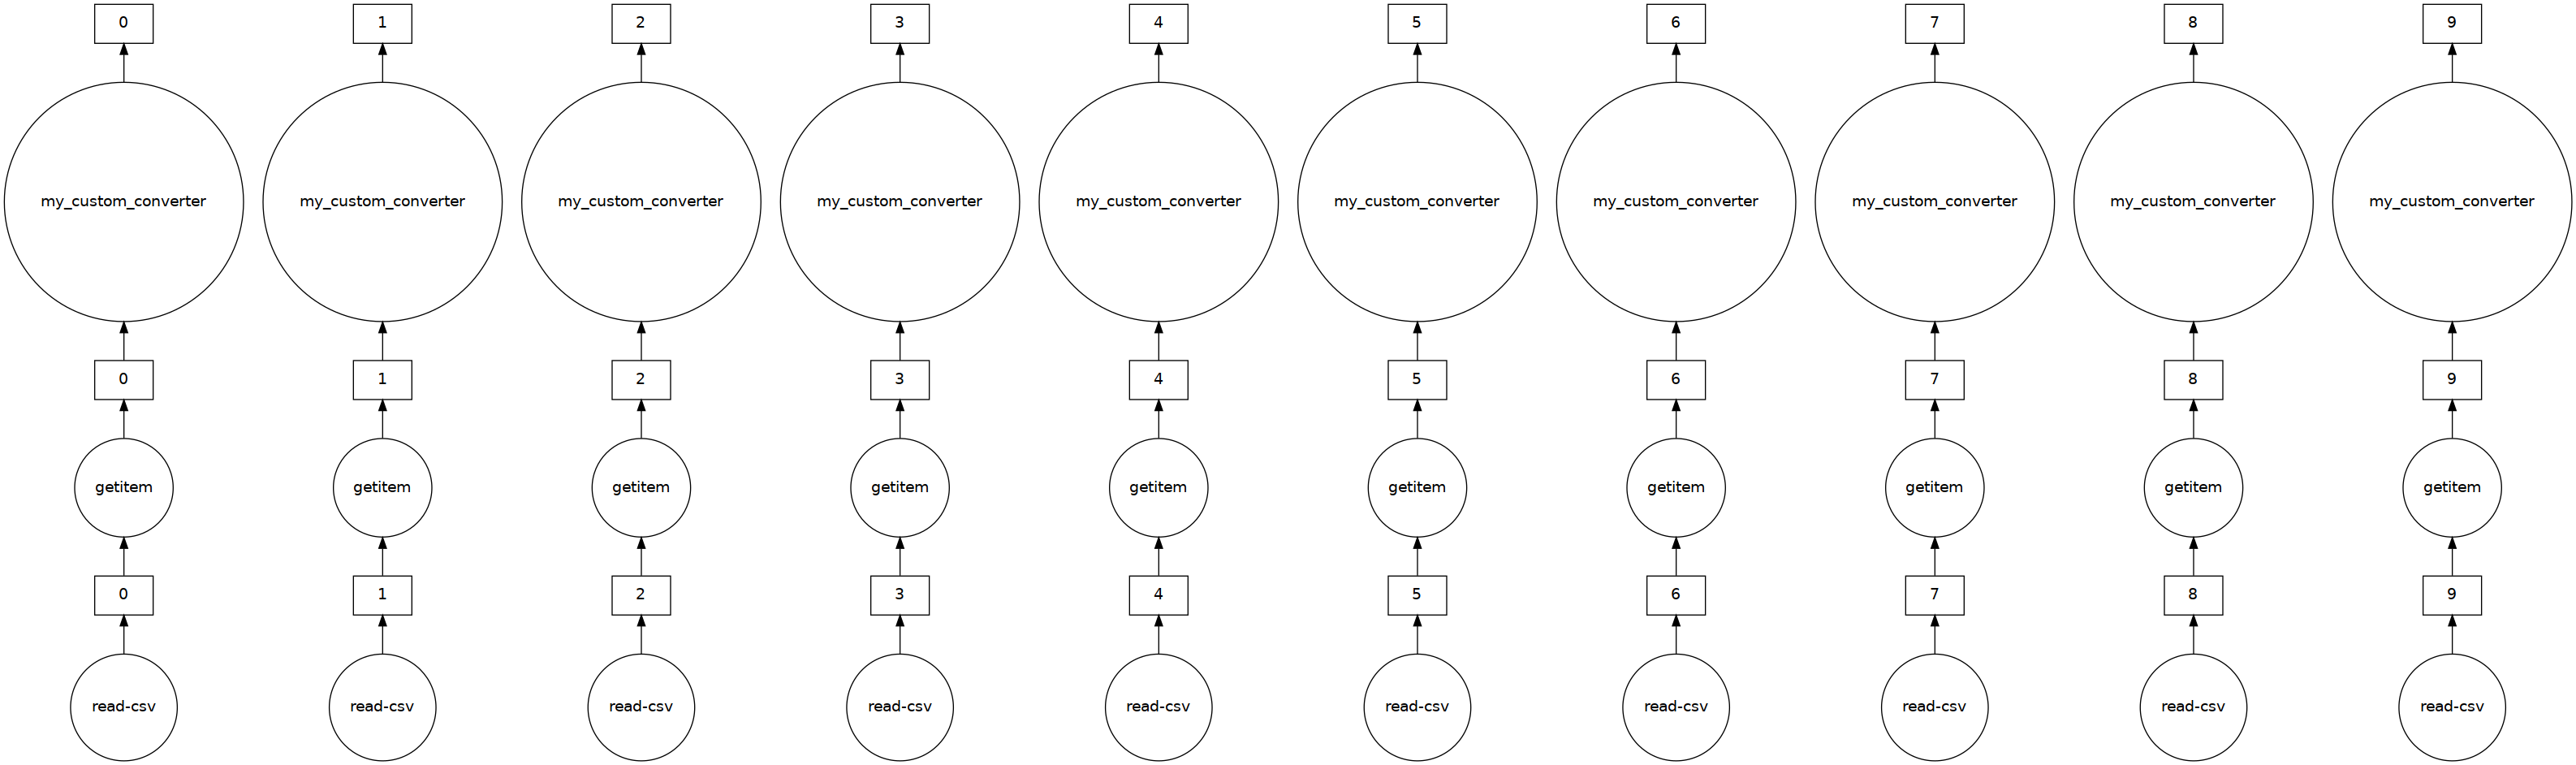 0 1 2 3 4 5 6 7 8 9
my_custom_converter my_custom_converter my_custom_converter my_custom_converter my_custom_converter my_custom_converter my_custom_converter my_custom_converter my_custom_converter my_custom_converter
0 1 2 3 4 5 6 7 8 9
getitem getitem getitem getitem getitem getitem getitem getitem getitem getitem
0 1 2 3 4 5 6 7 8 9
read-csv read-csv read-csv read-csv read-csv read-csv read-csv read-csv read-csv read-csv